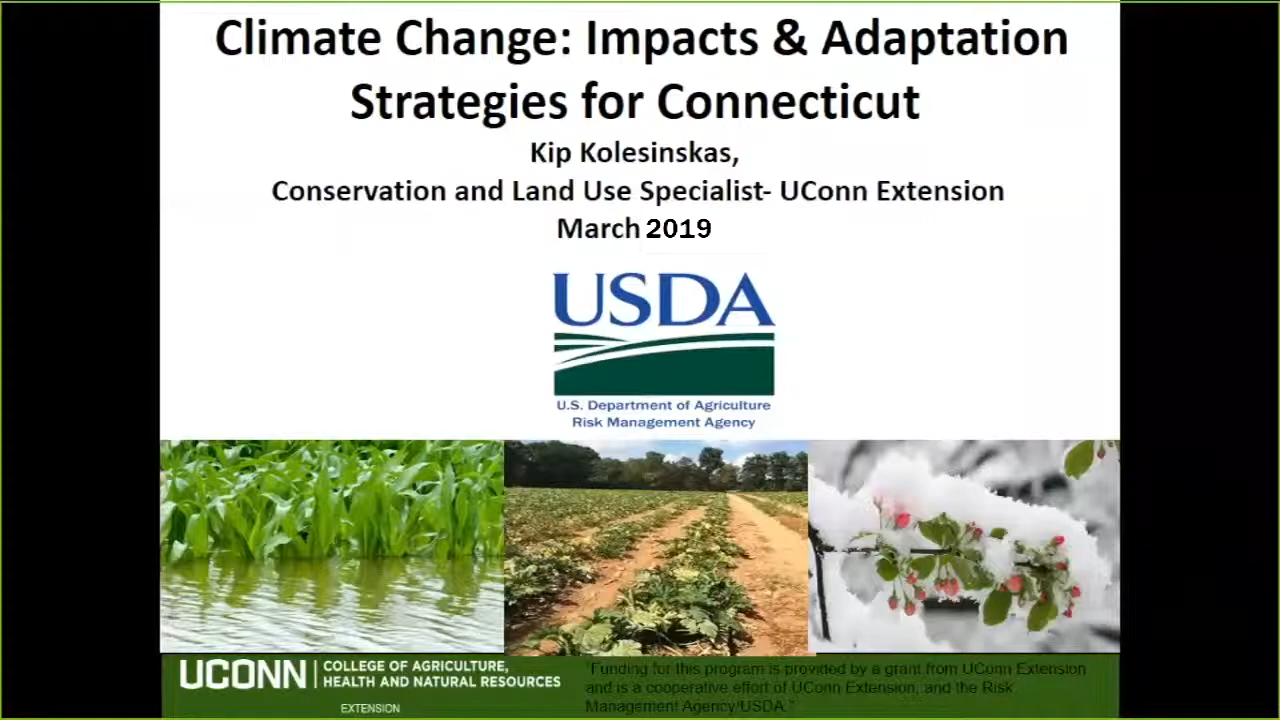 Climate Change: Impacts & Adaptation
Strategies for Connecticut
Kip Kolesinskas,
Conservation and Land Use Specialist- UConn Extension
March 2019
USDA
U.S. Department of Agriculture
Risk Management Agency
UCONN
COLLEGE OF AGRICULTURE,
HEALTH AND NATURAL RESOURCES
EXTENSION
"Funding for this program is provided by a grant from UConn Extension
and is a cooperative effort of UConn Extension, and the Risk
Management Agency/USDA."